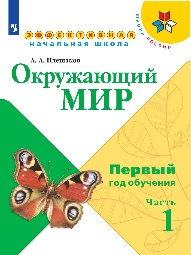 ЭФФЕКТИВНАЯ
начальная школа
А. А. Плешаков
Окружающий
МИР
Первый
год обучения
Часть
1